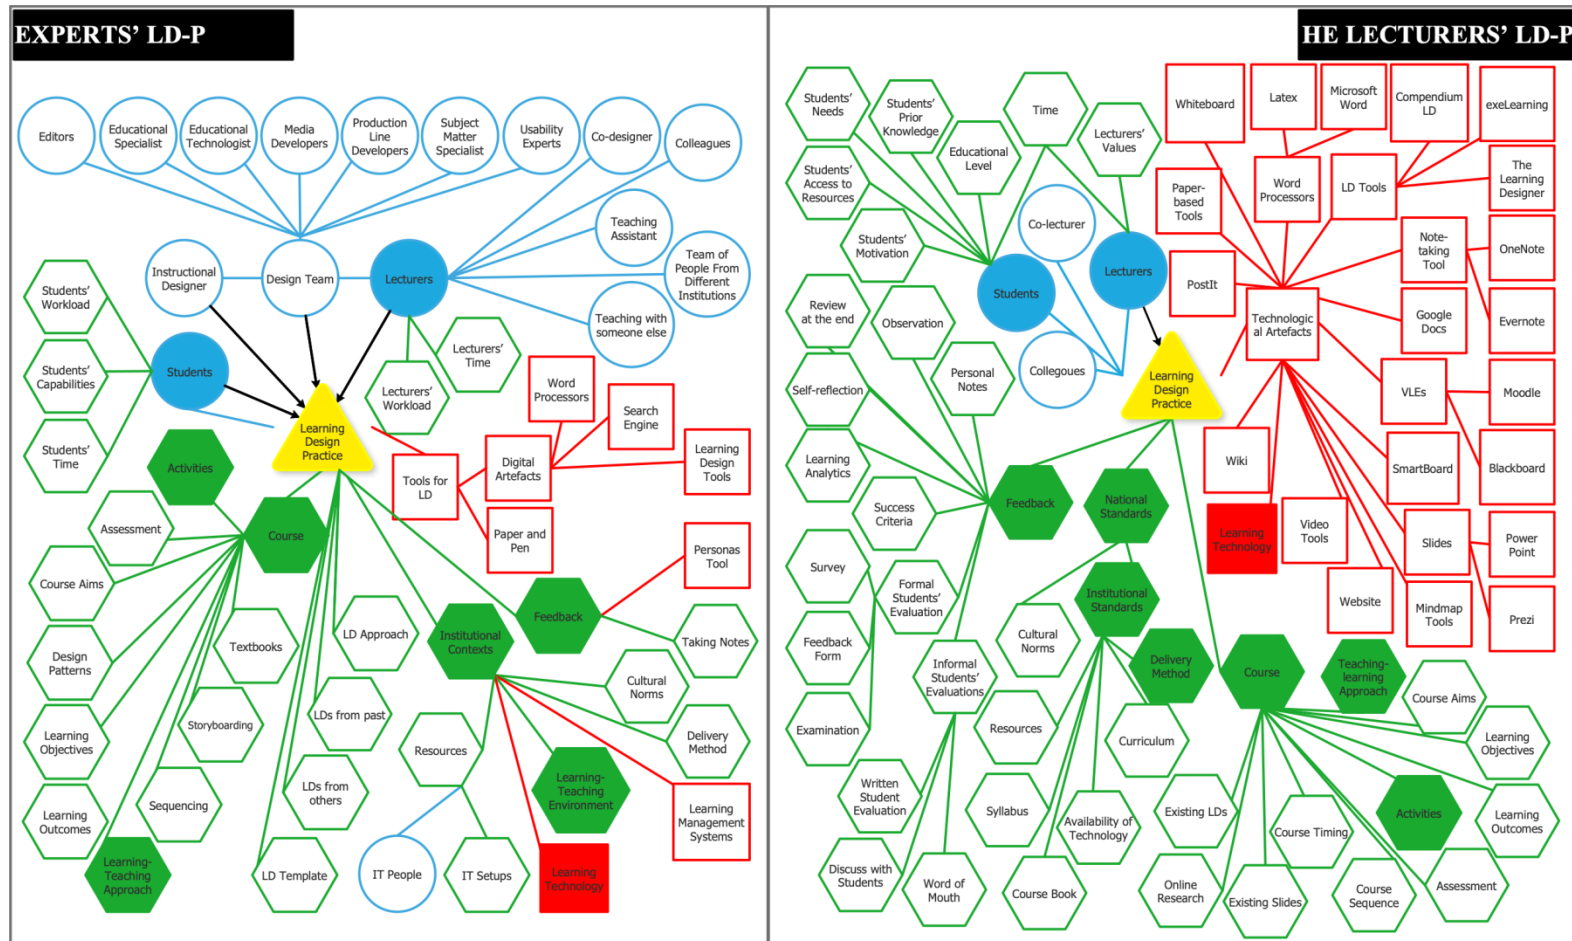 EXPERTS' LD-P
Editors
Educational
Specialist
Educational
Technologist
Media
Developers
Production
Line
Developers
Subject
Matter
Specialist
Usability
Experts
Co-designer
Colleagues
Teaching
Assistant
Team of
People From
Different
Institutions
Teaching with
someone else
Instructional
Designer
Design Team
Lecturers
Students'
Workload
Students'
Capabilities
Students'
Time
Students
Lecturers'
Time
Lecturers'
Workload
Learning
Design
Practice
Word
Processors
Search
Engine
Digital
Artefacts
Learning
Design
Tools
Tools for
LD
Paper and
Pen
Personas
Tool
Activities
Assessment
Course
Course Aims
Design
Patterns
Learning
Objectives
Learning
Outcomes
Learning-
Teaching
Approach
Sequencing
Storyboarding
Textbooks
LD Approach
LDs from
past
LDs from
others
LD Template
Institutional
Contexts
Feedback
Taking Notes
Cultural
Norms
Delivery
Method
Resources
Learning-
Teaching
Environment
Learning
Management
Systems
IT People
IT Setups
Learning
Technology
HE LECTURERS' LD-P
Students'
Needs
Students'
Prior
Knowledge
Time
Educational
Level
Lecturers'
Values
Students'
Access to
Resources
Students'
Motivation
Co-lecturer
Lecturers
Students
Collegoues
Learning
Design
Practice
Review
at the end
Observation
Self-reflection
Personal
Notes
Learning
Analytics
Success
Criteria
Feedback
Survey
Formal
Students'
Evaluation
Feedback
Form
Examination
Informal
Students'
Evaluations
Written
Student
Evaluation
Discuss with
Students
Word of
Mouth
National
Standards
Institutional
Standards
Cultural
Norms
Delivery
Method
Resources
Curriculum
Syllabus
Availability of
Technology
Course Book
Course
Teaching-
learning
Approach
Course Aims
Learning
Objectives
Learning
Outcomes
Activities
Assessment
Existing LDs
Course Timing
Online
Research
Existing Slides
Course
Sequence
Whiteboard
Latex
Microsoft
Word
Compendium
LD
exeLearning
Paper-
based
Tools
Word
Processors
LD Tools
The
Learning
Designer
PostIt
Technologic
al Artefacts
Note-
taking
Tool
OneNote
Google
Docs
Evernote
VLEs
Moodle
Wiki
SmartBoard
Blackboard
Learning
Technology
Video
Tools
Slides
Power
Point
Website
Mindmap
Tools
Prezi